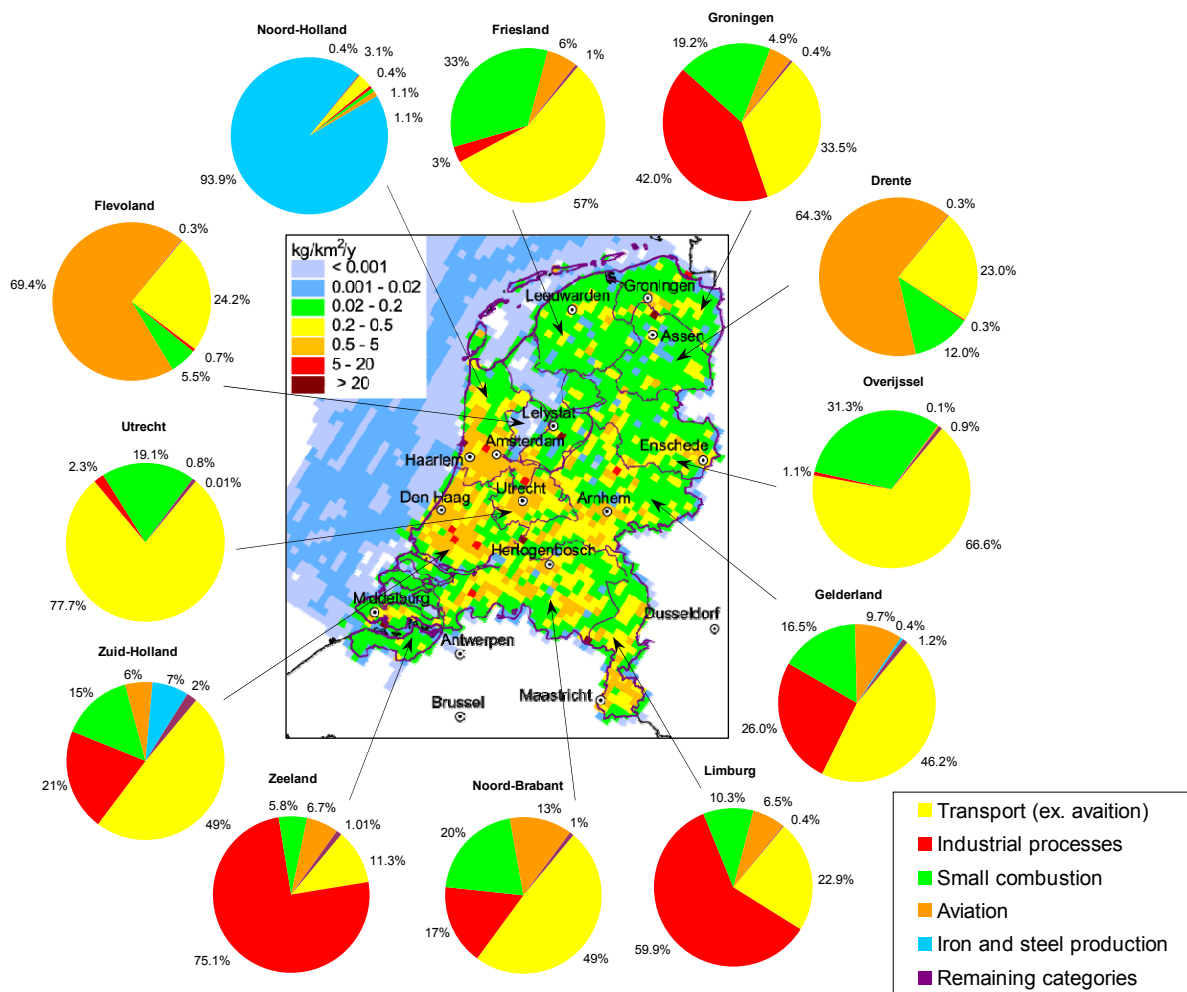 Noord-Holland
0.4%
3.1%
0.4%
1.1%
1.1%
93.9%
Friesland
33%
6%
1%
3%
57%
Groningen
19.2%
4.9%
0.4%
33.5%
42.0%
Flevoland
0.3%
69.4%
24.2%
0.7%
5.5%
Drente
64.3%
0.3%
23.0%
0.3%
12.0%
kg/km2/y
< 0.001
0.001 - 0.02
0.02 - 0.2
0.2 - 0.5
0.5 - 5
5 - 20
> 20
Leedwarden
Groningen
Assen
Lelystat
Amsterdam
Haarlem
Enschede
Den Haag
Utrecht
Arnhem
Hertogenbosch
Middelburg
Dusseldorf
Antwerpen
Brussel
Maastricht
Utrecht
2.3%
19.1%
0.8%
0.01%
77.7%
Overijssel
31.3%
0.1%
0.9%
1.1%
66.6%
Zuid-Holland
15%
6%
7%
2%
21%
49%
Gelderland
16.5%
9.7%
0.4%
1.2%
26.0%
46.2%
Zeeland
5.8%
6.7%
1.01%
11.3%
75.1%
Noord-Brabant
20%
13%
1%
17%
49%
Limburg
10.3%
6.5%
0.4%
22.9%
59.9%
Transport (ex. avaition)
Industrial processes
Small combustion
Aviation
Iron and steel production
Remaining categories